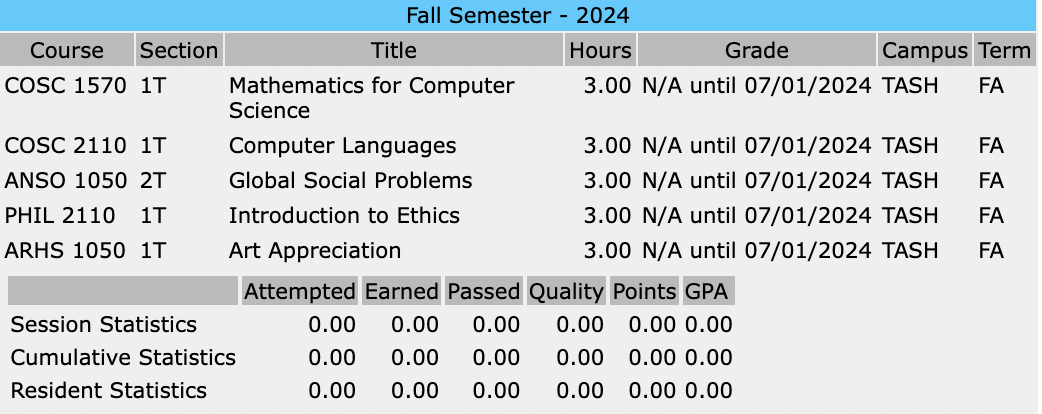 Fall Semester - 2024
Course Section Title Hours Grade Campus Term
COSC 1570 1T Mathematics for Computer 3.00 N/A until 07/01/2024 TASH FA
Science
COSC 2110 1T Computer Languages 3.00 N/A until 07/01/2024 TASH FA
ANSO 1050 2T Global Social Problems 3.00 N/A until 07/01/2024 TASH FA
PHIL 2110 1T Introduction to Ethics 3.00 N/A until 07/01/2024 TASH FA
ARHS 1050 1T Art Appreciation 3.00 N/A until 07/01/2024 TASH FA
Attempted Earned Passed Quality Points GPA
Session Statistics 0.00 0.00 0.00 0.00 0.00 0.00
Cumulative Statistics 0.00 0.00 0.00 0.00 0.00 0.00
Resident Statistics 0.00 0.00 0.00 0.00 0.00 0.00